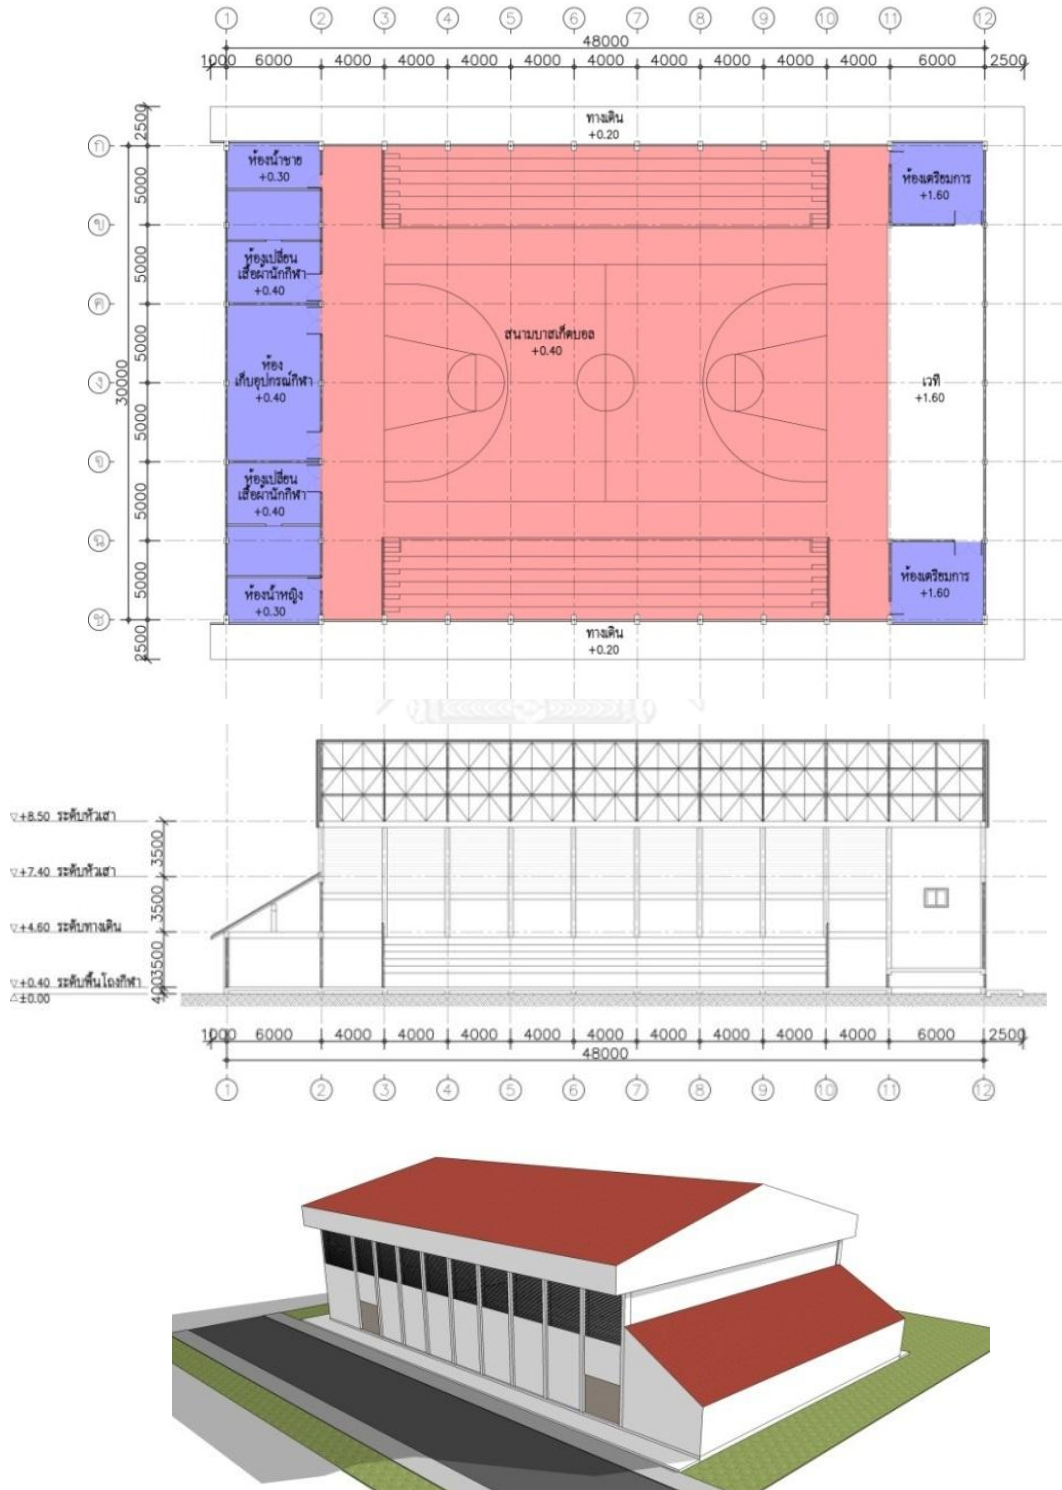 1 2 3 4 5 6 7 8 9 10 11 12
48000
1000 6000 4000 4000 4000 4000 4000 4000 4000 4000 4000 6000 2500
2500
ทางเดิน
+0.20
ก
ห้องน้ำชาย
+0.30
ห้องเตรียมการ
+1.60
5000
ข
ห้องเปลี่ยน
เสื้อผ้านักกีฬา
+0.40
5000
ค
สนามบาสเก็ตบอล
+0.40
5000
ห้อง
เก็บอุปกรณ์กีฬา
+0.40
30000
ง
เวที
+1.60
5000
จ
ห้องเปลี่ยน
เสื้อผ้านักกีฬา
+0.40
5000
ฉ
ห้องเตรียมการ
+1.60
5000
ห้องน้ำหญิง
+0.30
ช
2500
ทางเดิน
+0.20
+8.50 ระดับหัวเสา
3500
+7.40 ระดับหัวเสา
3500
+4.60 ระดับทางเดิน
3500
+0.40 ระดับพื้นโถงกีฬา
400
±0.00
1000 6000 4000 4000 4000 4000 4000 4000 4000 4000 4000 6000 2500
48000
1 2 3 4 5 6 7 8 9 10 11 12